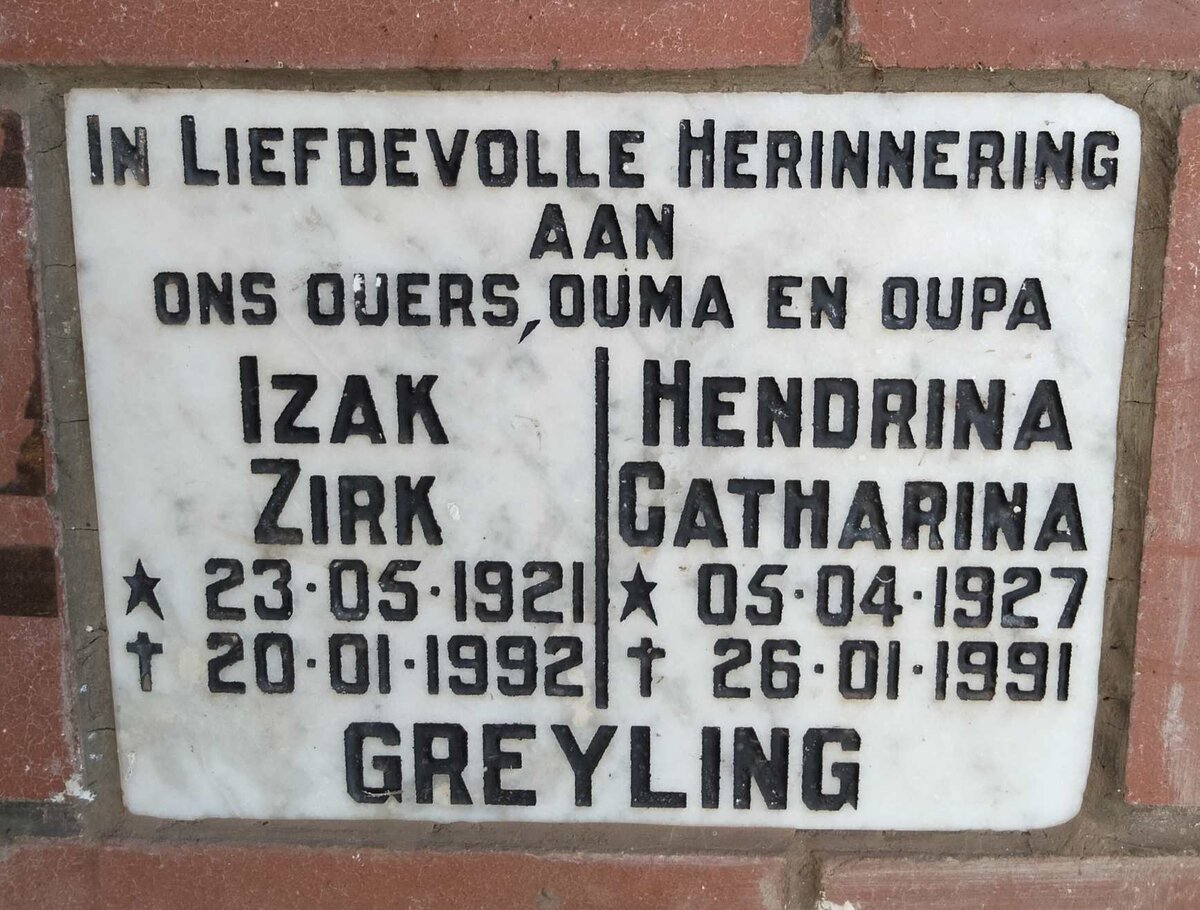 IN LIEFDEVOLLE HERINNERING
AAN
ONS OUERS, OUMA EN OUPA
IZAK
ZIRK
★ 23·05·1921
✝ 20·01·1992
HENDRINA
CATHARINA
★ 05·04·1927
✝ 26·01·1991
GREYLING